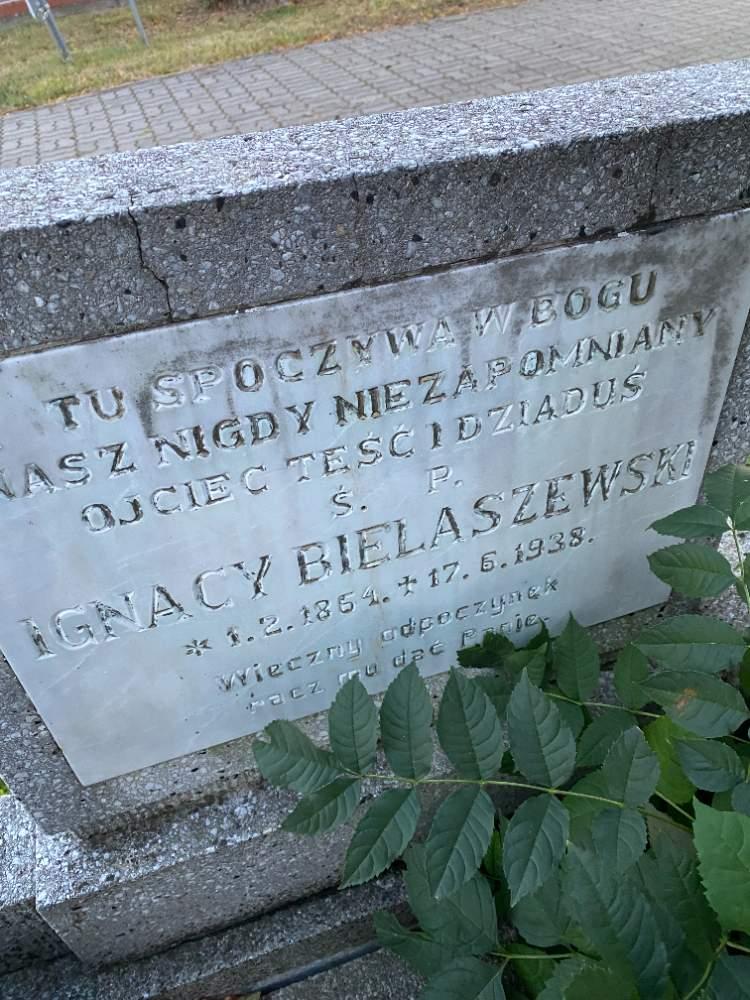 TU SPOCZYWA W BOGU
NASZ NIGDY NIEZAPOMNIANY
OJCIEC TEŚĆ I DZIADUŚ
Ś. P.
IGNACY BIELASZEWSKI
* 1.2.1864. + 17.6.1938.
Wieczny odpoczynek
racz mu dać Panie.